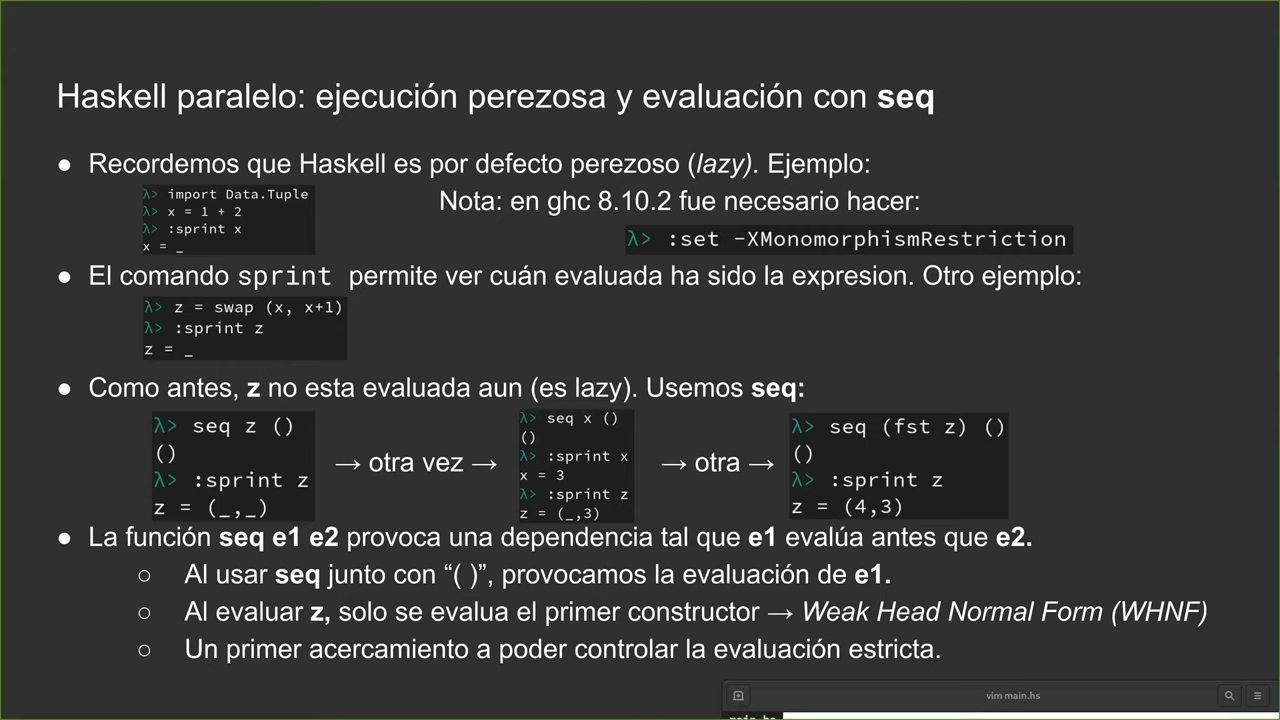 Haskell paralelo: ejecución perezosa y evaluación con seq
● Recordemos que Haskell es por defecto perezoso (lazy). Ejemplo:
λ> import Data.Tuple
λ> x = 1 + 2
λ> :sprint x
x = _
Nota: en ghc 8.10.2 fue necesario hacer:
λ> :set -XMonomorphismRestriction
● El comando sprint permite ver cuán evaluada ha sido la expresion. Otro ejemplo:
λ> z = swap (x, x+1)
λ> :sprint z
z = _
● Como antes, z no esta evaluada aun (es lazy). Usemos seq:
λ> seq z ()
()
λ> :sprint z
z = (_,_)
→ otra vez →
λ> seq x ()
()
λ> :sprint x
x = 3
λ> :sprint z
z = (_,3)
→ otra →
λ> seq (fst z) ()
()
λ> :sprint z
z = (4,3)
● La función seq e1 e2 provoca una dependencia tal que e1 evalúa antes que e2.
○ Al usar seq junto con “( )”, provocamos la evaluación de e1.
○ Al evaluar z, solo se evalua el primer constructor → Weak Head Normal Form (WHNF)
○ Un primer acercamiento a poder controlar la evaluación estricta.
vim main.hs
main.hs